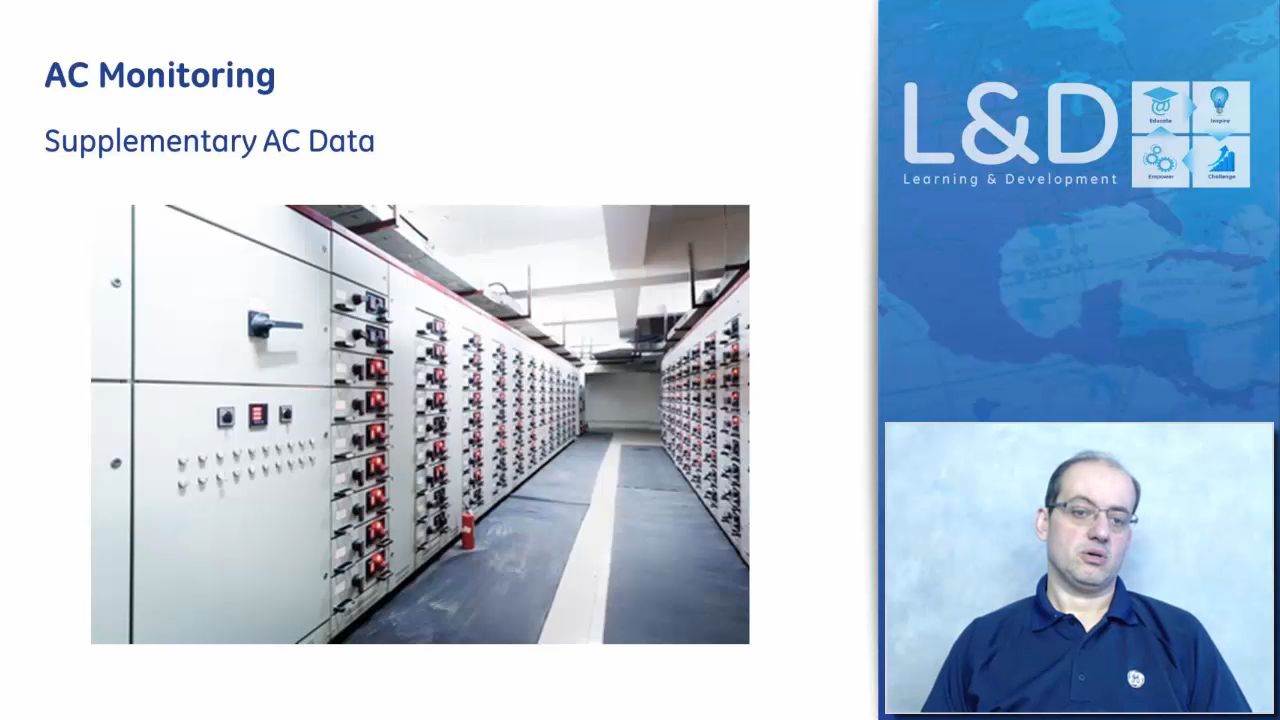 AC Monitoring
Supplementary AC Data
L&D
Learning & Development
Educate
Inspire
Empower
Challenge